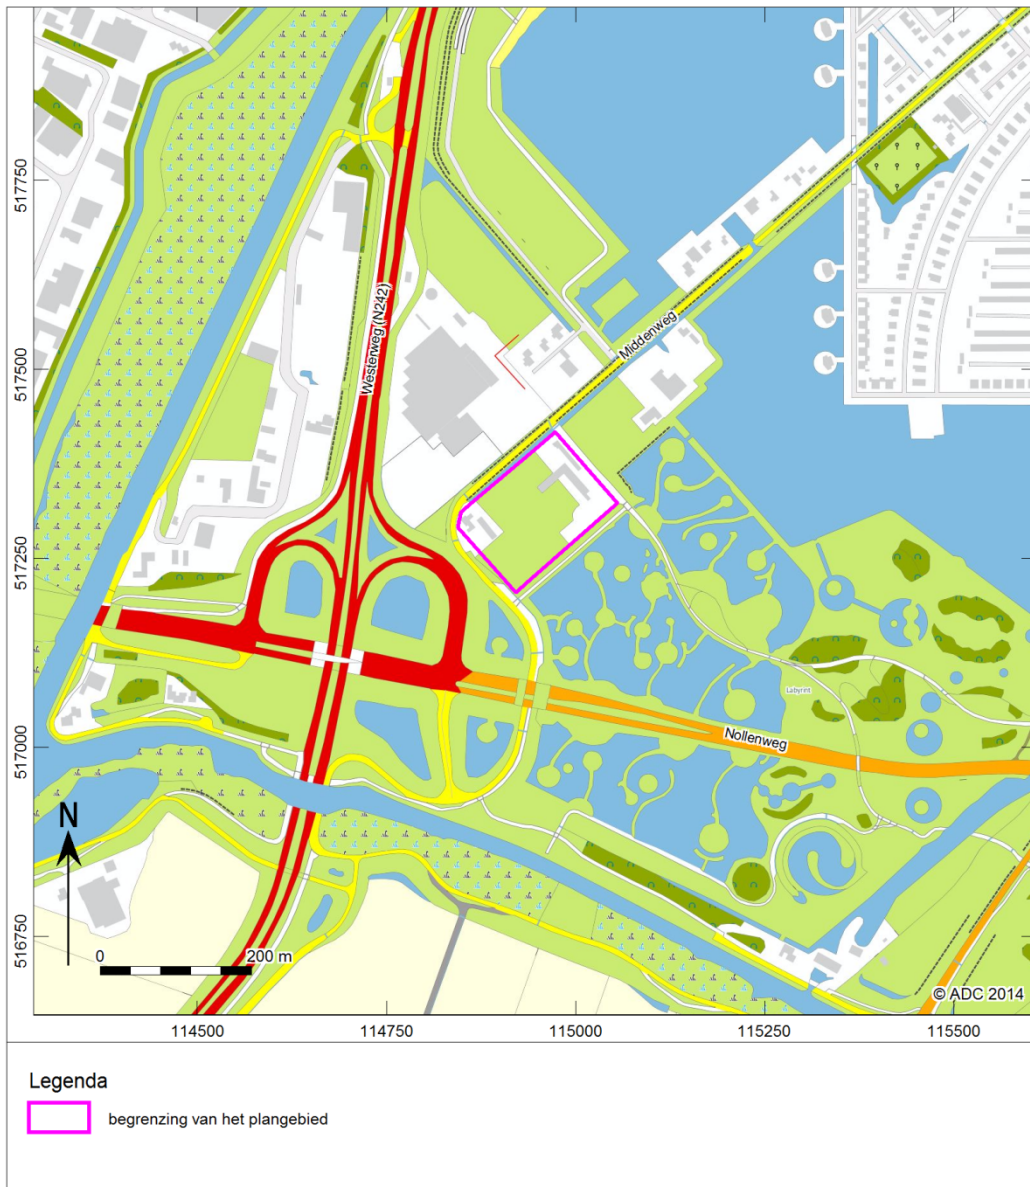 517750
517500
517250
517000
516750
Westerweg (N242)
Middenweg
Labyrint
Nollenweg
N
0
200 m
© ADC 2014
114500
114750
115000
115250
115500
Legenda
begrenzing van het plangebied